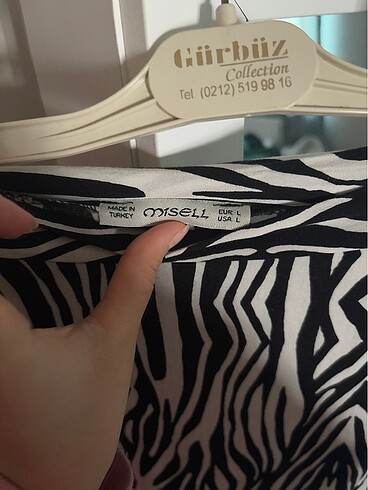 Gürbüz
Collection
Tel. (0212) 519 98 16
MADE IN
TURKEY
MISELL
EUR L
USA L